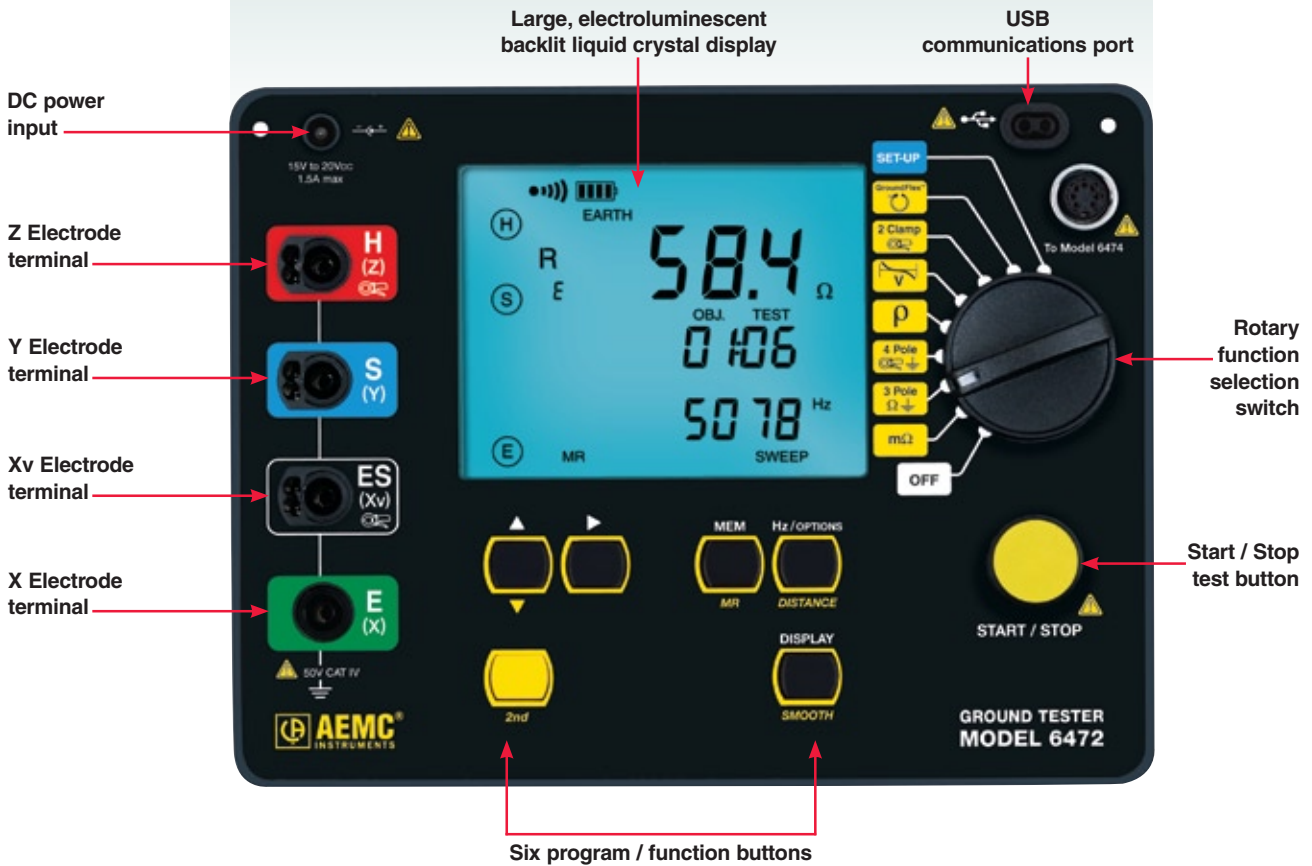 Large, electroluminescent
backlit liquid crystal display
USB
communications port
DC power
input
15V to 20VDC
1.5A max
Z Electrode
terminal
H
(Z)
Y Electrode
terminal
S
(Y)
Xv Electrode
terminal
ES
(Xv)
X Electrode
terminal
E
(X)
50V CAT IV
AEMC®
INSTRUMENTS
H
EARTH
R
E
58.4
Ω
S
OBJ. TEST
01:06
5078 Hz
E
MR
SWEEP
SET-UP
GroundFlex™
2 Clamp
V
ρ
4 Pole
3 Pole
Ω
mΩ
OFF
To Model 6474
Rotary
function
selection
switch
MEM
Hz/OPTIONS
MR
DISTANCE
2nd
DISPLAY
SMOOTH
Start / Stop
test button
START / STOP
GROUND TESTER
MODEL 6472
Six program / function buttons